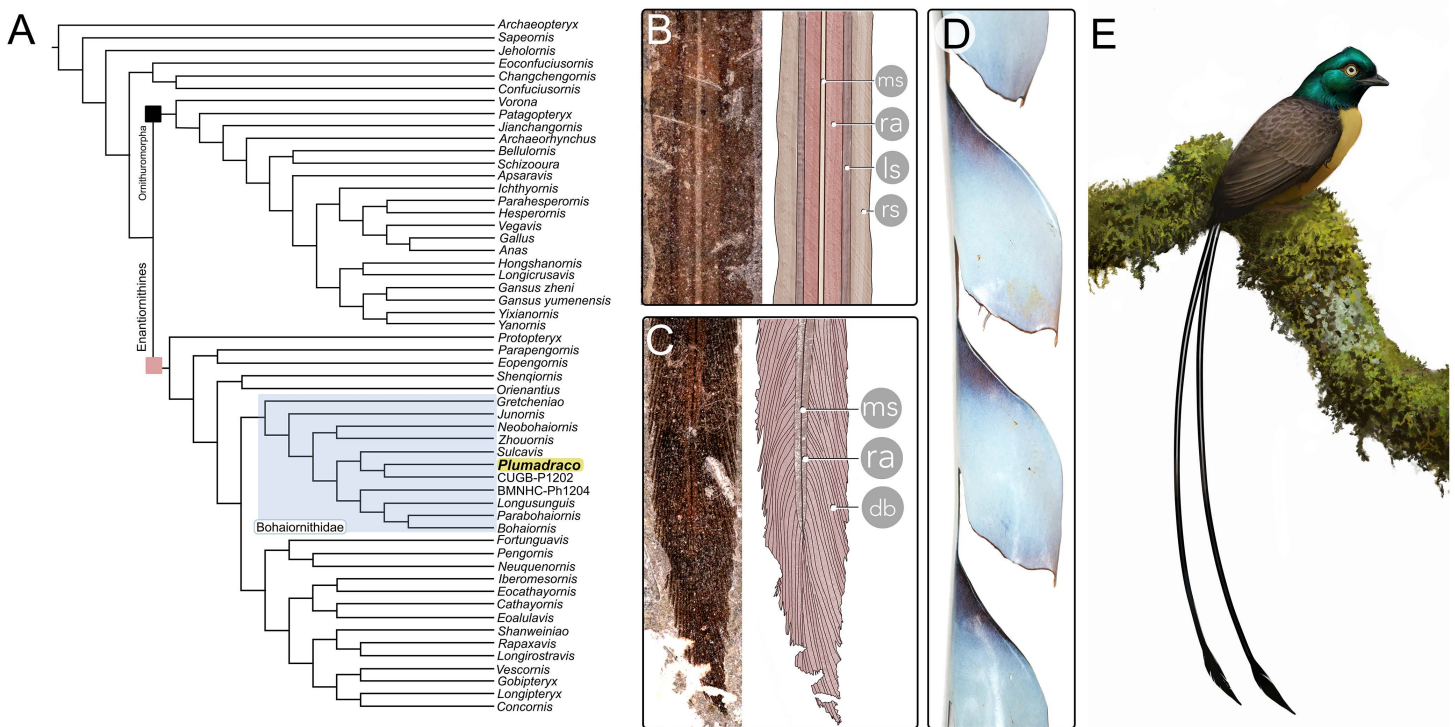 A
Archaeopteryx
Sapeornis
Jeholornis
Eoconfuciusornis
Changchengornis
Confuciusornis
Vorona
Patagopteryx
Jianchangornis
Archaeorhynchus
Bellulornis
Schizooura
Apsaravis
Ichthyornis
Parahesperornis
Hesperornis
Vegavis
Gallus
Anas
Hongshanornis
Longicrusavis
Gansus zheni
Gansus yumenensis
Yixianornis
Yanornis
Protopteryx
Parapengornis
Eopengornis
Shenqiornis
Orienantius
Gretcheniao
Junornis
Neobohaiornis
Zhouornis
Sulcavis
Plumadraco
CUGB-P1202
BMNHC-Ph1204
Longusunguis
Parabohaiornis
Bohaiornis
Fortunguavis
Pengornis
Neuquenornis
Iberomesornis
Eocathayornis
Cathayornis
Eoalulavis
Shanweiniao
Rapaxavis
Longirostravis
Vescornis
Gobipteryx
Longipteryx
Concornis
Ornithuromorpha
Enantiornithines
Bohaiornithidae
B
ms
ra
ls
rs
C
ms
ra
db
D
E